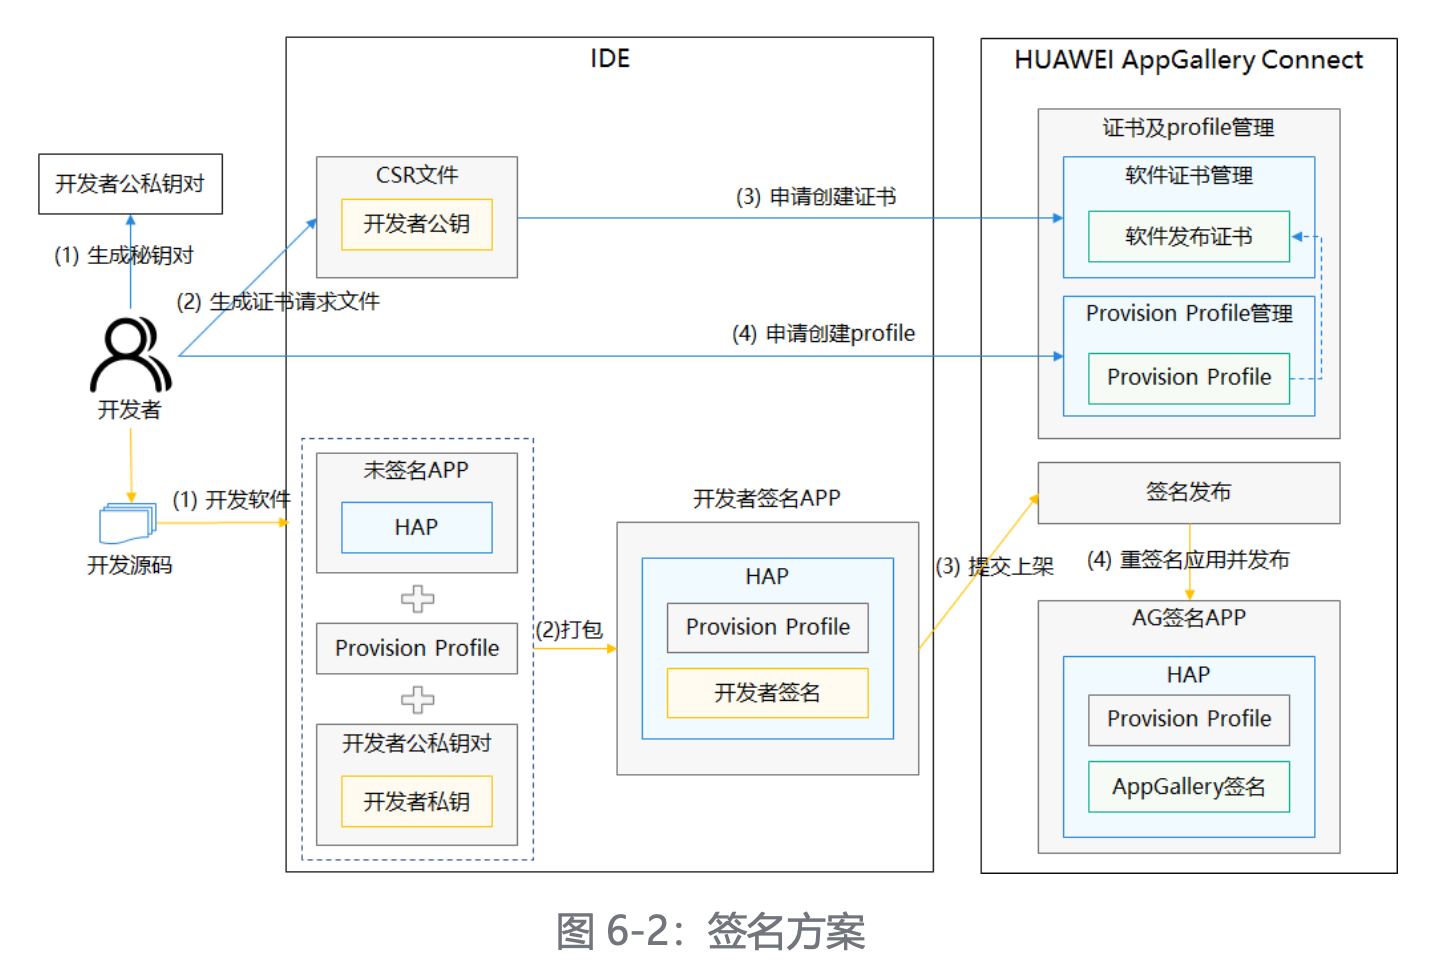 IDE
HUAWEI AppGallery Connect
证书及profile管理
开发者公私钥对
CSR文件
开发者公钥
(3) 申请创建证书
软件证书管理
软件发布证书
(1) 生成秘钥对
(2) 生成证书请求文件
(4) 申请创建profile
Provision Profile管理
Provision Profile
开发者
未签名APP
HAP
(1) 开发软件
开发源码
Provision Profile
开发者公私钥对
开发者私钥
(2)打包
开发者签名APP
HAP
Provision Profile
开发者签名
(3) 提交上架
签名发布
(4) 重签名应用并发布
AG签名APP
HAP
Provision Profile
AppGallery签名
图 6-2：签名方案